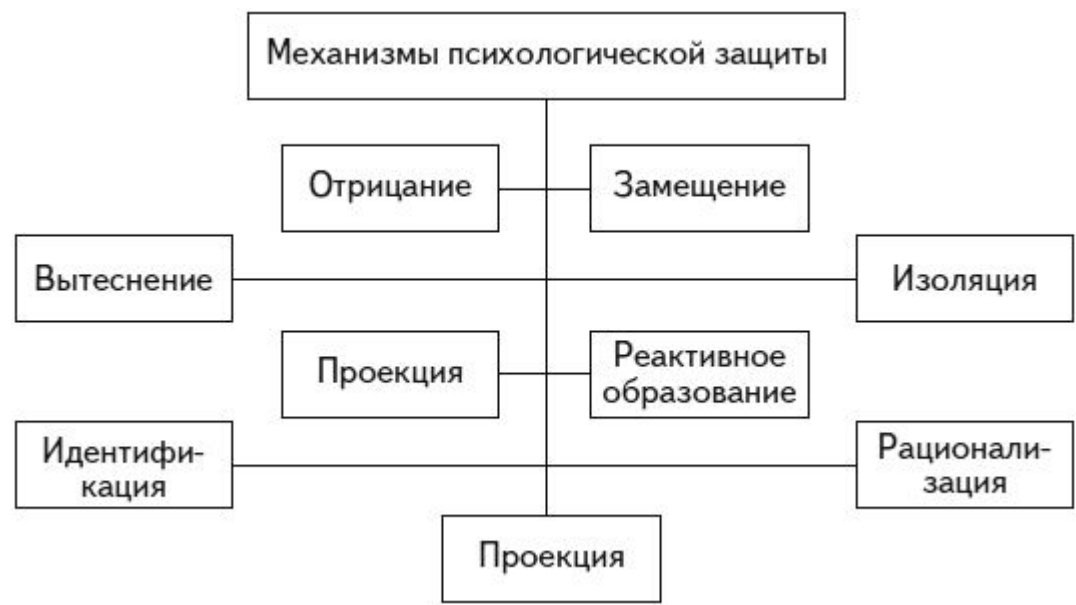 Механизмы психологической защиты
Отрицание
Замещение
Вытеснение
Изоляция
Проекция
Реактивное
образование
Идентифи-
кация
Рационали-
зация
Проекция